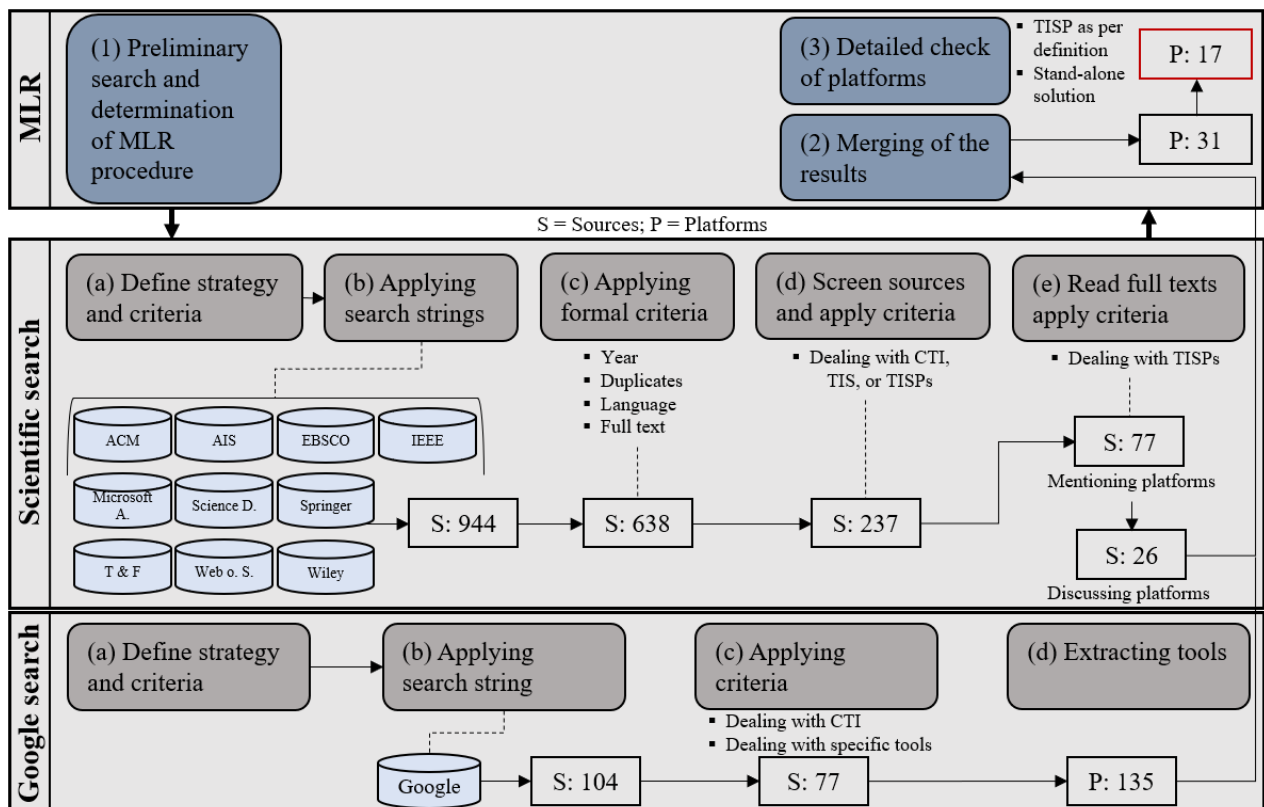 MLR
(1) Preliminary
search and
determination
of MLR
procedure
(3) Detailed check
of platforms
▪ TISP as per
definition
▪ Stand-alone
solution
P: 17
(2) Merging of the
results
P: 31
S = Sources; P = Platforms
Scientific search
(a) Define strategy
and criteria
(b) Applying
search strings
(c) Applying
formal criteria
(d) Screen sources
and apply criteria
(e) Read full texts
apply criteria
▪ Year
▪ Duplicates
▪ Language
▪ Full text
▪ Dealing with CTI,
TIS, or TISPs
▪ Dealing with TISPs
ACM
AIS
EBSCO
IEEE
Microsoft
A.
Science D.
Springer
T & F
Web o. S.
Wiley
S: 944
S: 638
S: 237
S: 77
Mentioning platforms
S: 26
Discussing platforms
Google search
(a) Define strategy
and criteria
(b) Applying
search string
(c) Applying
criteria
(d) Extracting tools
▪ Dealing with CTI
▪ Dealing with specific tools
Google
S: 104
S: 77
P: 135